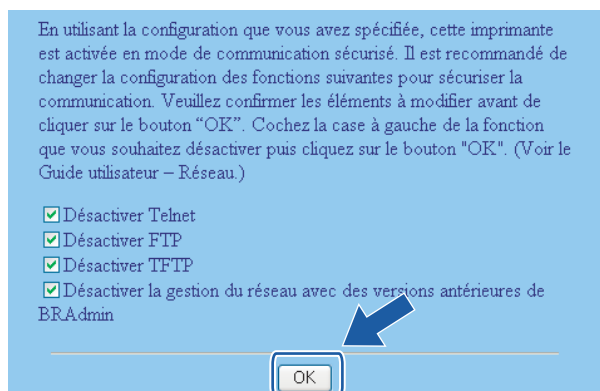 En utilisant la configuration que vous avez spécifiée, cette imprimante
est activée en mode de communication sécurisé. Il est recommandé de
changer la configuration des fonctions suivantes pour sécuriser la
communication. Veuillez confirmer les éléments à modifier avant de
cliquer sur le bouton “OK”. Cochez la case à gauche de la fonction
que vous souhaitez désactiver puis cliquez sur le bouton "OK". (Voir le
Guide utilisateur – Réseau.)
Désactiver Telnet
Désactiver FTP
Désactiver TFTP
Désactiver la gestion du réseau avec des versions antérieures de
BRAdmin
OK